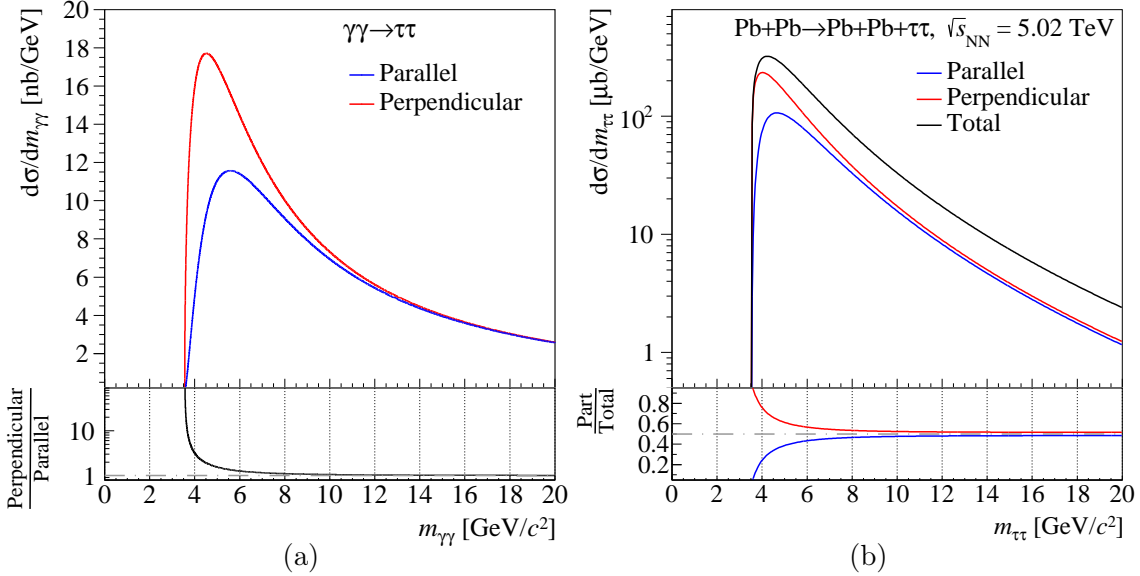 γγ→ττ
Parallel
Perpendicular
dσ/dm_γγ [nb/GeV]
20
18
16
14
12
10
8
6
4
2
Perpendicular
Parallel
10
1
0 2 4 6 8 10 12 14 16 18 20
m_γγ [GeV/c²]
(a)
Pb+Pb→Pb+Pb+ττ, √s_NN = 5.02 TeV
Parallel
Perpendicular
Total
dσ/dm_ττ [μb/GeV]
10²
10
1
Part
Total
0.8
0.6
0.4
0.2
0 2 4 6 8 10 12 14 16 18 20
m_ττ [GeV/c²]
(b)